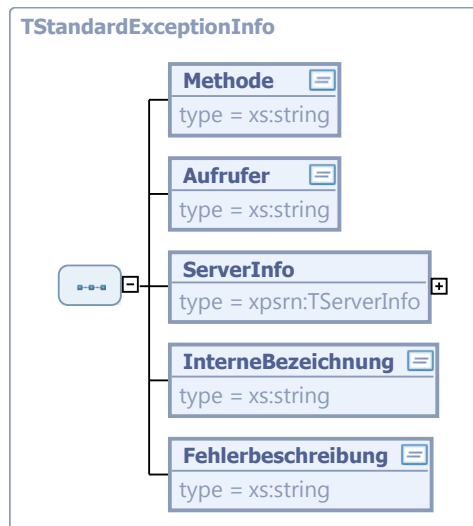 TStandardExceptionInfo
Methode
type = xs:string
Aufrufer
type = xs:string
ServerInfo
type = xpsrn:TServerInfo
InterneBezeichnung
type = xs:string
Fehlerbeschreibung
type = xs:string